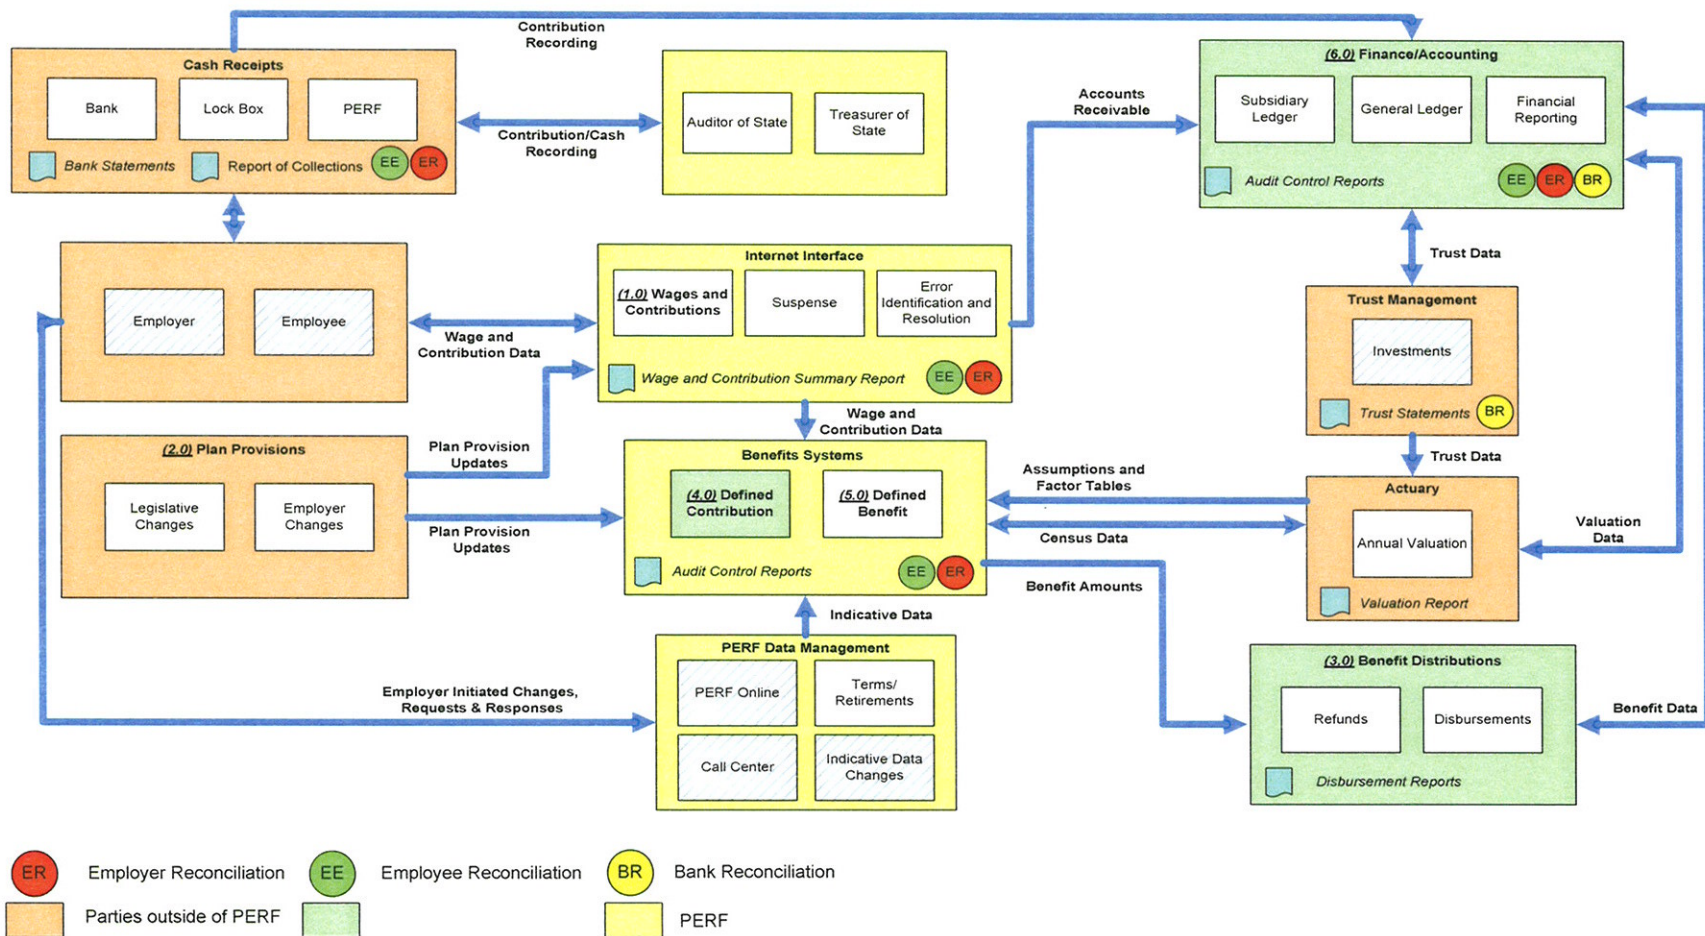 Contribution
Recording
Cash Receipts
Bank
Lock Box
PERF
Bank Statements
Report of Collections
EE
ER
Contribution/Cash
Recording
Auditor of State
Treasurer of
State
Accounts
Receivable
(6.0) Finance/Accounting
Subsidiary
Ledger
General Ledger
Financial
Reporting
Audit Control Reports
EE
ER
BR
Employer
Employee
Wage and
Contribution Data
Internet Interface
(1.0) Wages and
Contributions
Suspense
Error
Identification and
Resolution
Wage and Contribution Summary Report
EE
ER
Trust Data
Trust Management
Investments
Trust Statements
BR
Wage and
Contribution Data
(2.0) Plan Provisions
Legislative
Changes
Employer
Changes
Plan Provision
Updates
Plan Provision
Updates
Benefits Systems
(4.0) Defined
Contribution
(5.0) Defined
Benefit
Audit Control Reports
EE
ER
Assumptions and
Factor Tables
Census Data
Benefit Amounts
Trust Data
Actuary
Annual Valuation
Valuation Report
Valuation
Data
Indicative Data
PERF Data Management
PERF Online
Terms/
Retirements
Call Center
Indicative Data
Changes
Employer Initiated Changes,
Requests & Responses
(3.0) Benefit Distributions
Refunds
Disbursements
Disbursement Reports
Benefit Data
ER
Employer Reconciliation
EE
Employee Reconciliation
BR
Bank Reconciliation
Parties outside of PERF
PERF